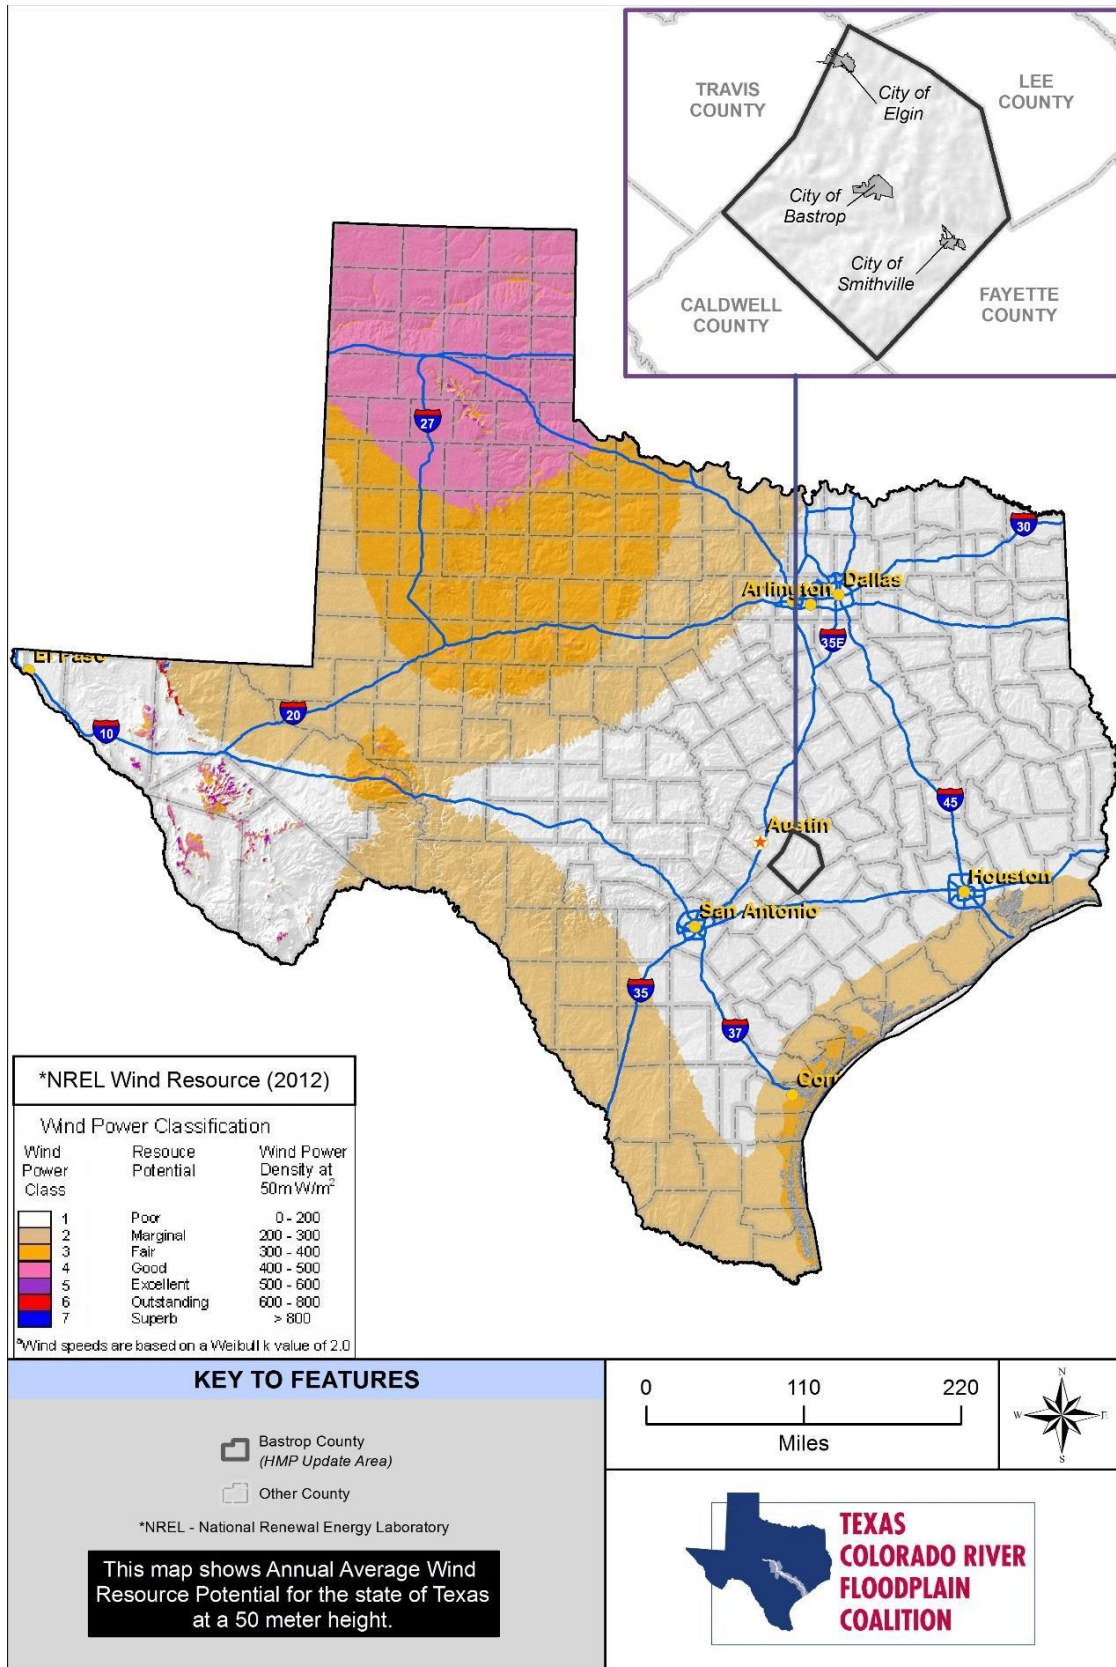 TRAVIS
COUNTY
LEE
COUNTY
City of
Elgin
City of
Bastrop
City of
Smithville
CALDWELL
COUNTY
FAYETTE
COUNTY
27
30
Arlington
Dallas
35E
El Paso
20
10
45
Austin
Houston
San Antonio
35
37
*NREL Wind Resource (2012)
Wind Power Classification
Wind Power Class
Resouce Potential
Wind Power Density at 50m W/m²
1 Poor 0 - 200
2 Marginal 200 - 300
3 Fair 300 - 400
4 Good 400 - 500
5 Excellent 500 - 600
6 Outstanding 600 - 800
7 Superb > 800
ᵃWind speeds are based on a Weibull k value of 2.0
KEY TO FEATURES
Bastrop County
(HMP Update Area)
Other County
*NREL - National Renewal Energy Laboratory
This map shows Annual Average Wind
Resource Potential for the state of Texas
at a 50 meter height.
0 110 220
Miles
N
W E
S
TEXAS
COLORADO RIVER
FLOODPLAIN
COALITION